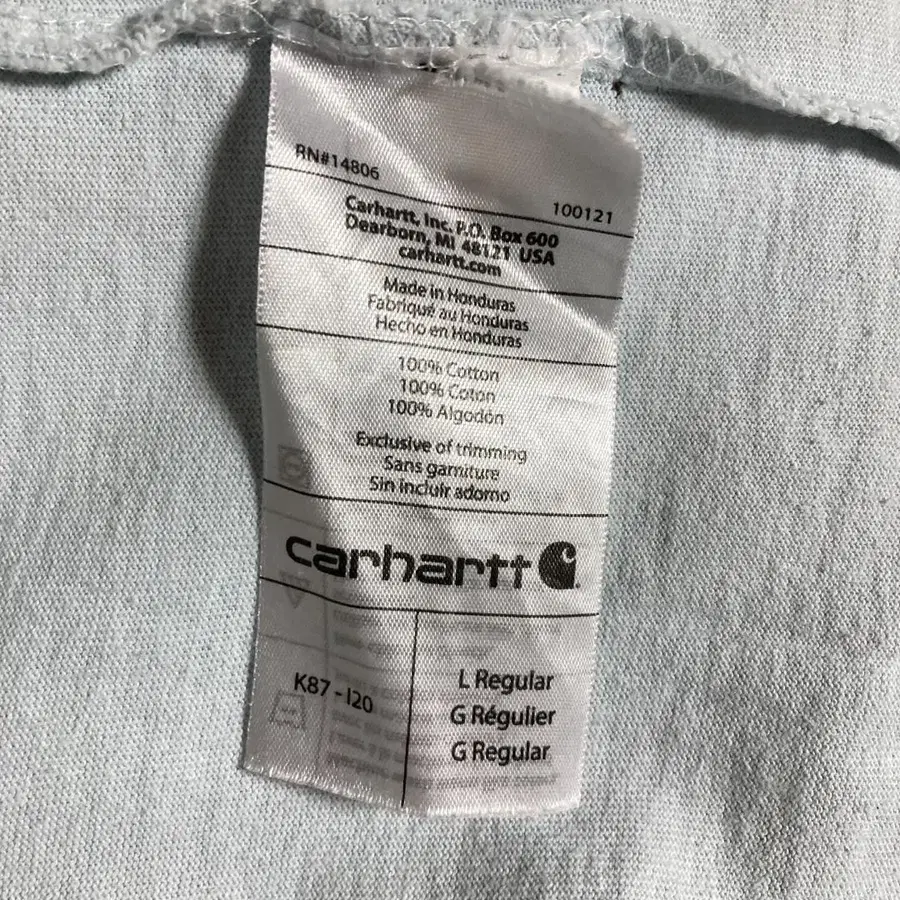 RN#14806
100121
Carhartt, Inc. P.O. Box 600
Dearborn, MI 48121 USA
carhartt.com
Made in Honduras
Fabriqué au Honduras
Hecho en Honduras
100% Cotton
100% Coton
100% Algodón
Exclusive of trimming
Sans garniture
Sin incluir adorno
carhartt
K87 - I20
L Regular
G Régulier
G Regular